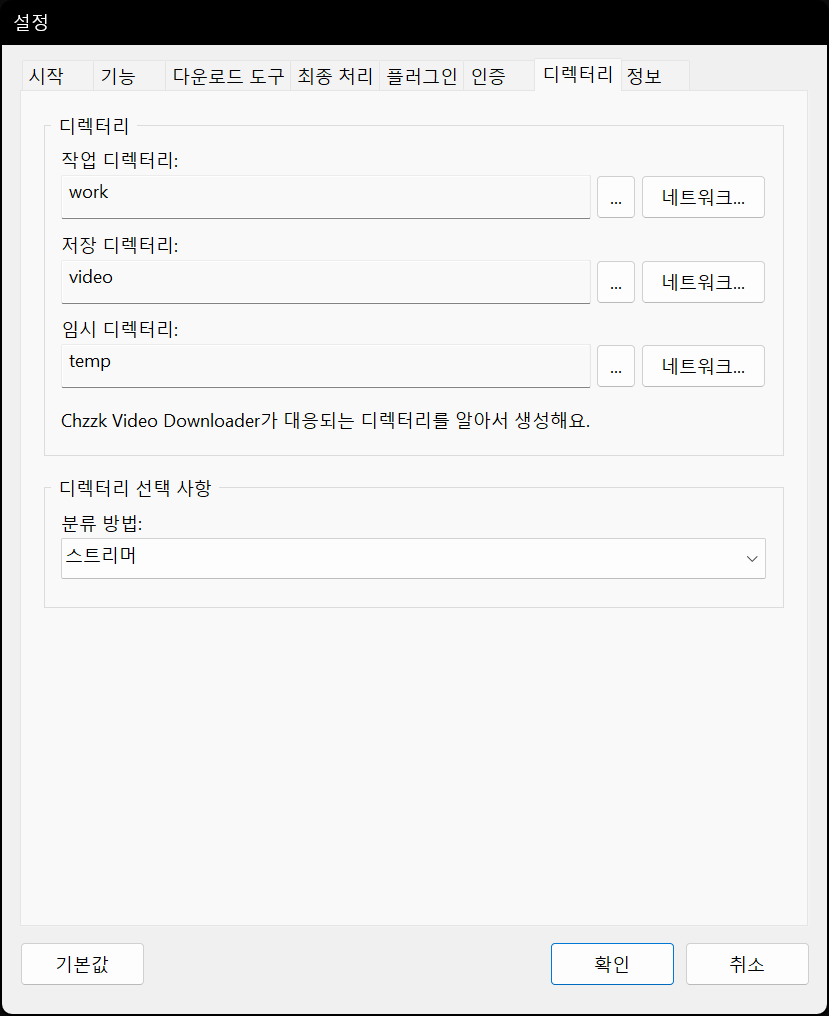 설정
시작 기능 다운로드 도구 최종 처리 플러그인 인증 디렉터리 정보
디렉터리
작업 디렉터리:
work ... 네트워크...
저장 디렉터리:
video ... 네트워크...
임시 디렉터리:
temp ... 네트워크...
Chzzk Video Downloader가 대응되는 디렉터리를 알아서 생성해요.
디렉터리 선택 사항
분류 방법:
스트리머
기본값 확인 취소